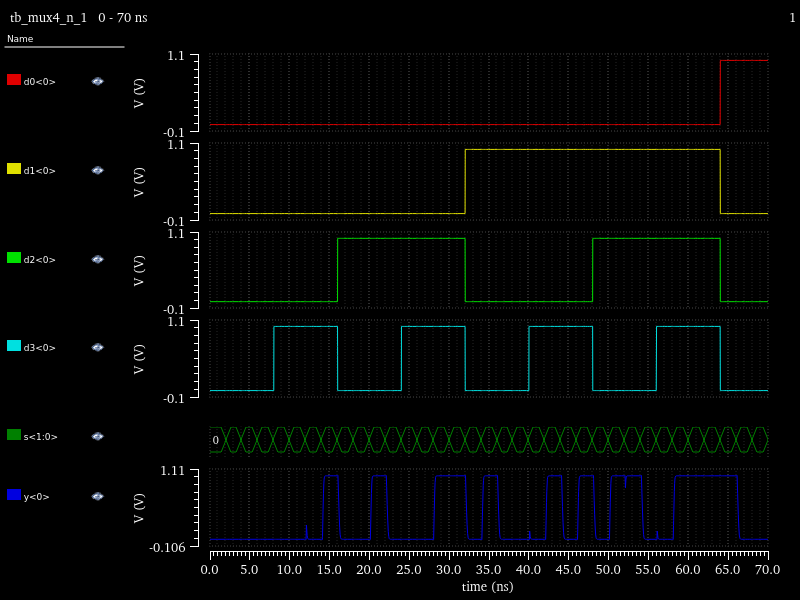 tb_mux4_n_1 0 - 70 ns 1
Name
d0<0>
V (V)
1.1
-0.1
d1<0>
V (V)
1.1
-0.1
d2<0>
V (V)
1.1
-0.1
d3<0>
V (V)
1.1
-0.1
s<1:0>
0
y<0>
V (V)
1.11
-0.106
0.0 5.0 10.0 15.0 20.0 25.0 30.0 35.0 40.0 45.0 50.0 55.0 60.0 65.0 70.0
time (ns)